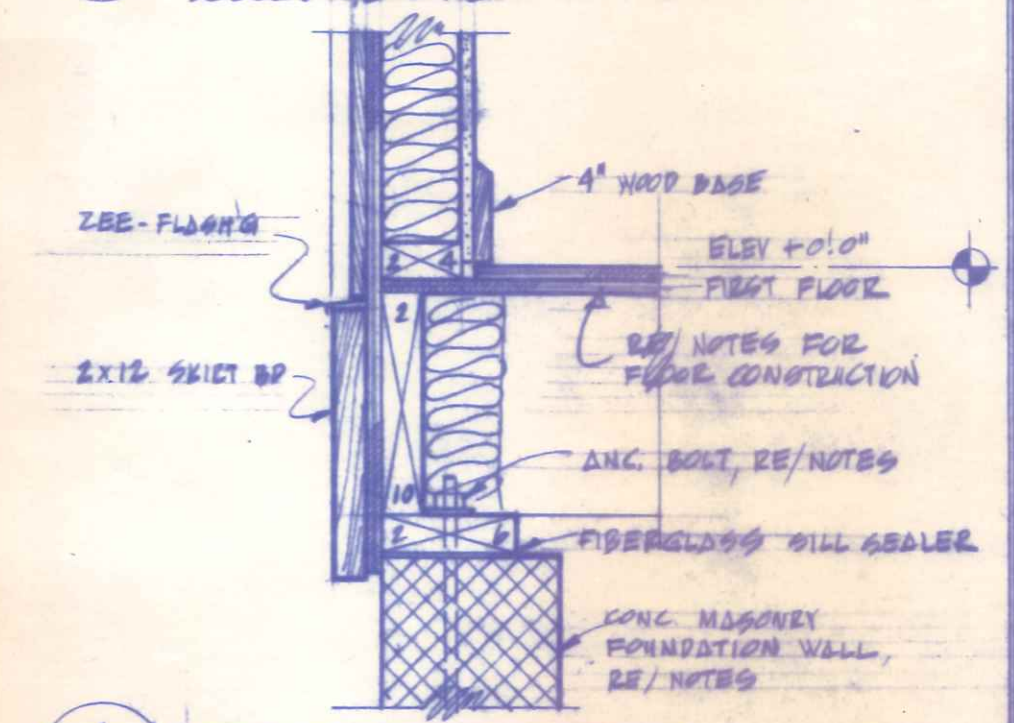 4" WOOD BASE
ZEE-FLASH'G
ELEV +0'.0"
FIRST FLOOR
2 4
2
RE/NOTES FOR
FLOOR CONSTRUCTION
2X12 SKIRT BD
ANC. BOLT, RE/NOTES
10
2 6
FIBERGLASS SILL SEALER
CONC. MASONRY
FOUNDATION WALL,
RE/NOTES